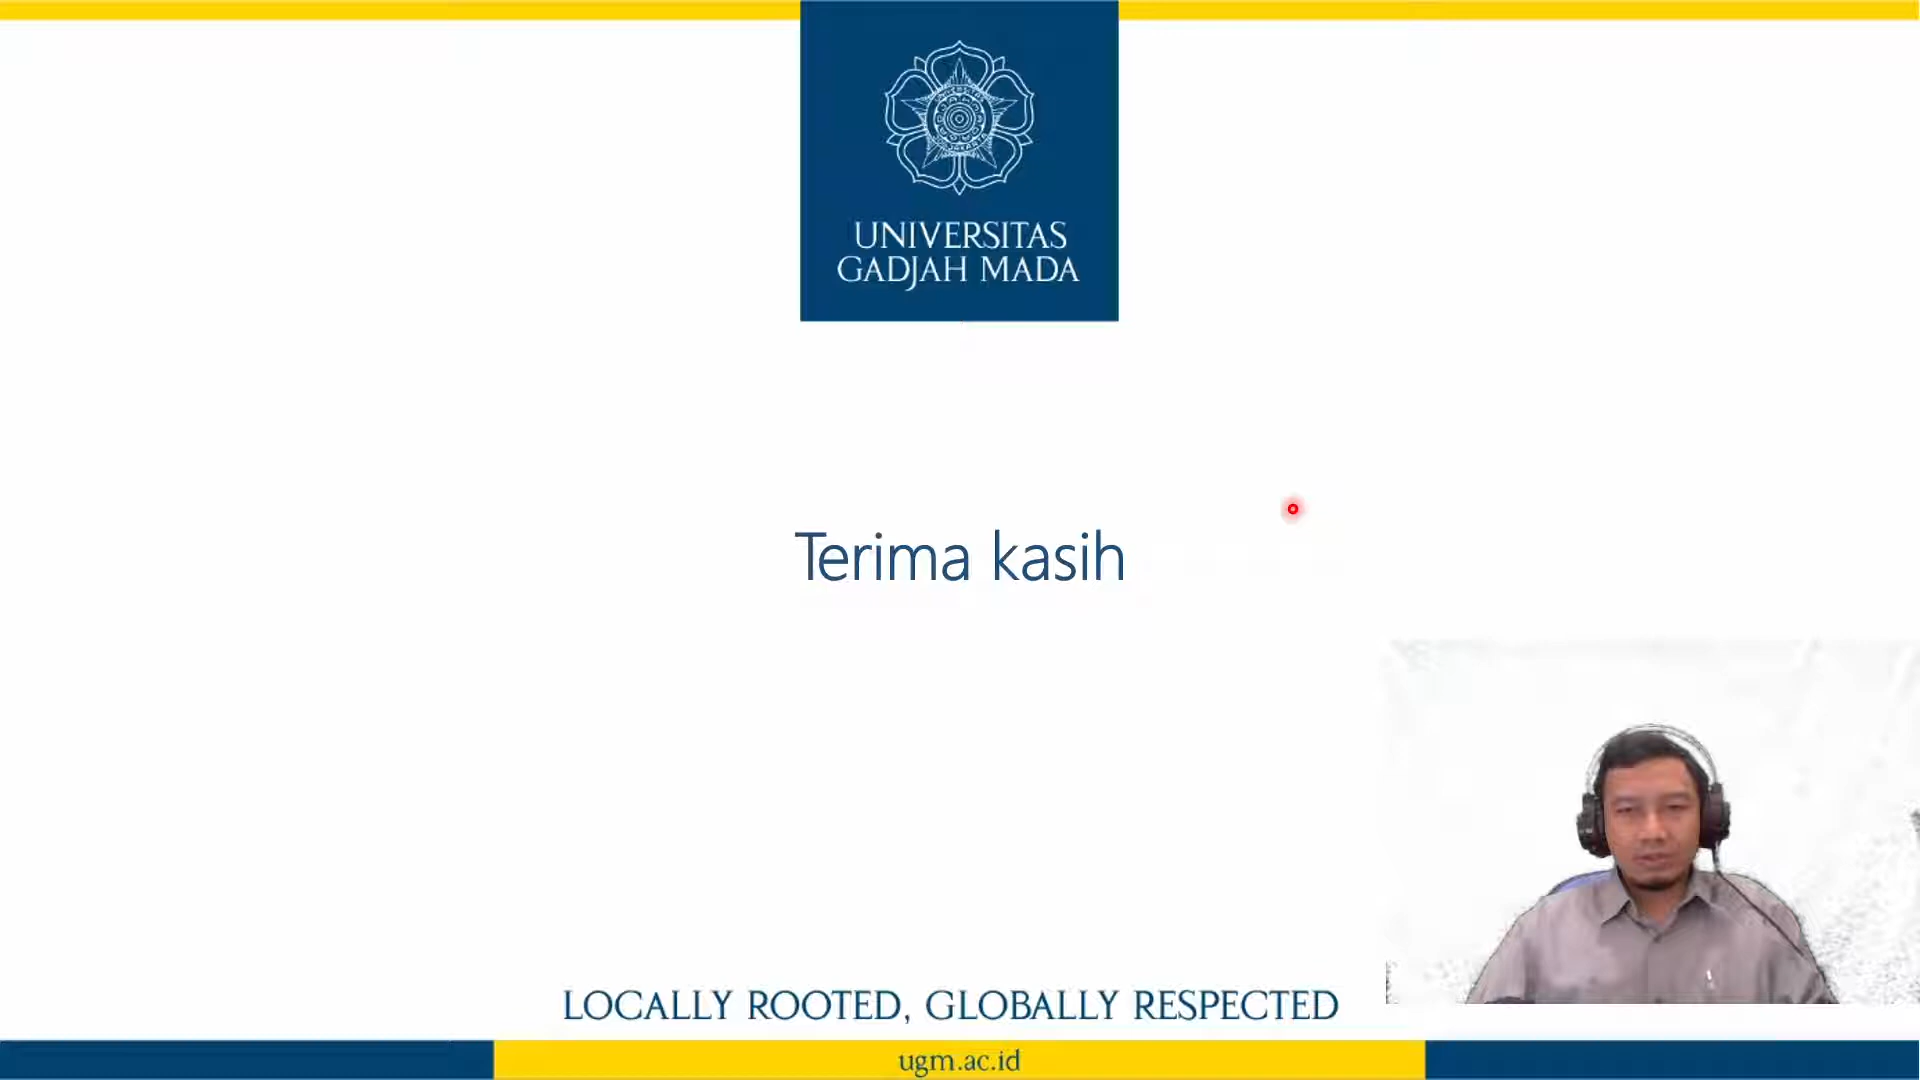 UNIVERSITAS
GADJAH MADA
Terima kasih
LOCALLY ROOTED, GLOBALLY RESPECTED
ugm.ac.id